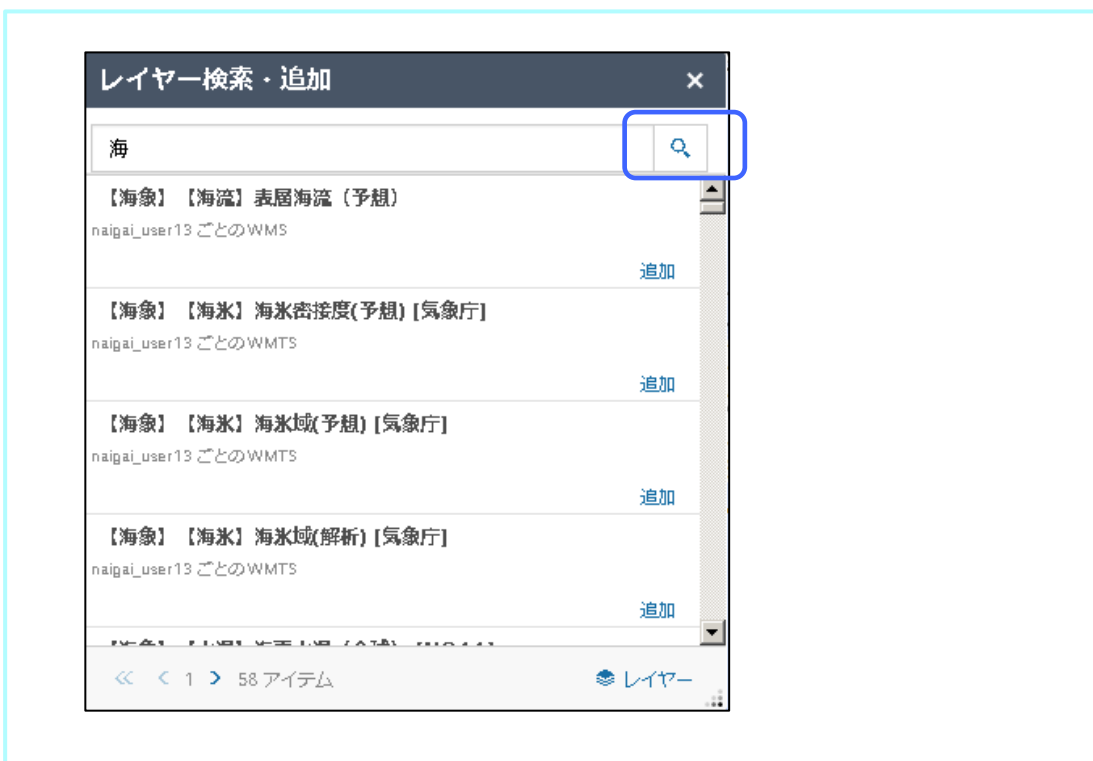 レイヤー検索・追加
海
【海象】【海流】表層海流（予想）
naigai_user13 ごとのWMS
追加
【海象】【海氷】海氷密接度(予想) [気象庁]
naigai_user13 ごとのWMTS
追加
【海象】【海氷】海氷域(予想) [気象庁]
naigai_user13 ごとのWMTS
追加
【海象】【海氷】海氷域(解析) [気象庁]
naigai_user13 ごとのWMTS
追加
1
58 アイテム
レイヤー